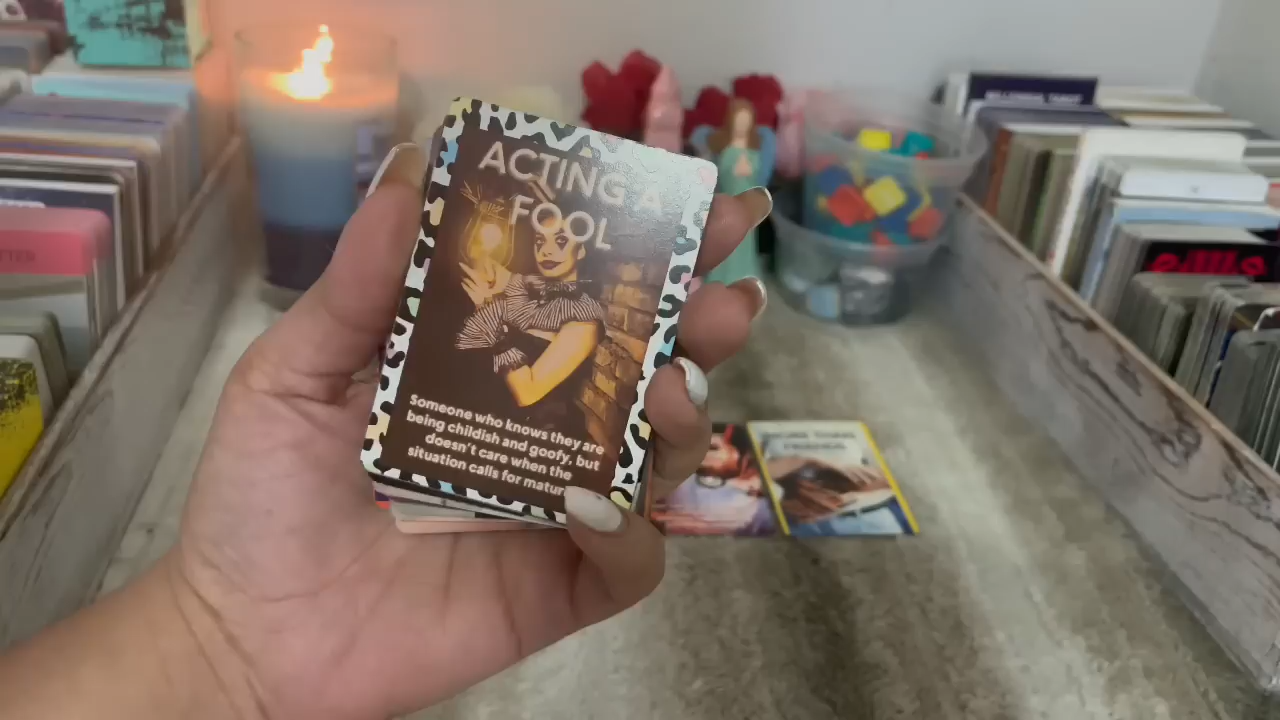 ACTING A
FOOL
Someone who knows they are
being childish and goofy, but
doesn't care when the
situation calls for matur